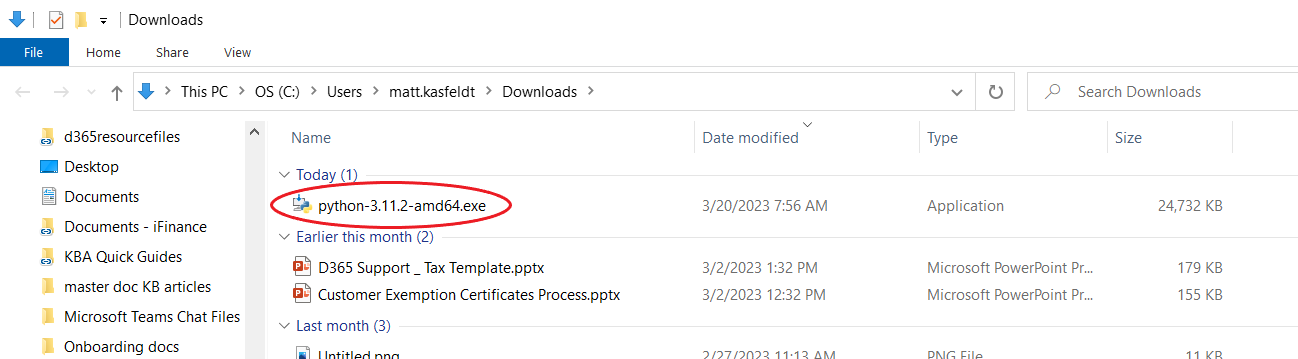 Downloads
File Home Share View
This PC OS (C:) Users matt.kasfeldt Downloads Search Downloads
d365resourcefiles
Desktop
Documents
Documents - iFinance
KBA Quick Guides
master doc KB articles
Microsoft Teams Chat Files
Onboarding docs
Name Date modified Type Size
Today (1)
python-3.11.2-amd64.exe 3/20/2023 7:56 AM Application 24,732 KB
Earlier this month (2)
D365 Support _ Tax Template.pptx 3/2/2023 1:32 PM Microsoft PowerPoint Pr... 179 KB
Customer Exemption Certificates Process.pptx 3/2/2023 12:32 PM Microsoft PowerPoint Pr... 155 KB
Last month (3)
Untitled.png 2/27/2023 11:13 AM PNG File 11 KB